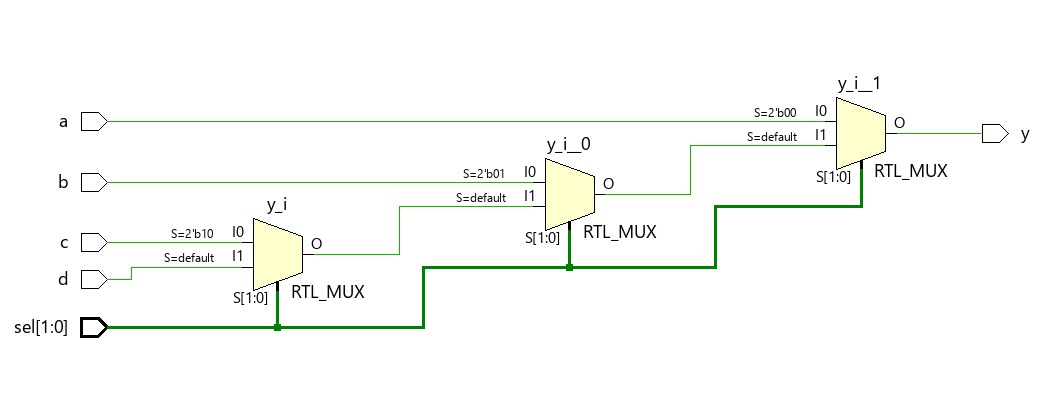 y_i__1
a
S=2'b00
I0
O
S=default
I1
y
y_i__0
S[1:0]
RTL_MUX
b
S=2'b01
I0
O
S=default
I1
y_i
S[1:0]
RTL_MUX
c
S=2'b10
I0
O
S=default
I1
d
S[1:0]
RTL_MUX
sel[1:0]